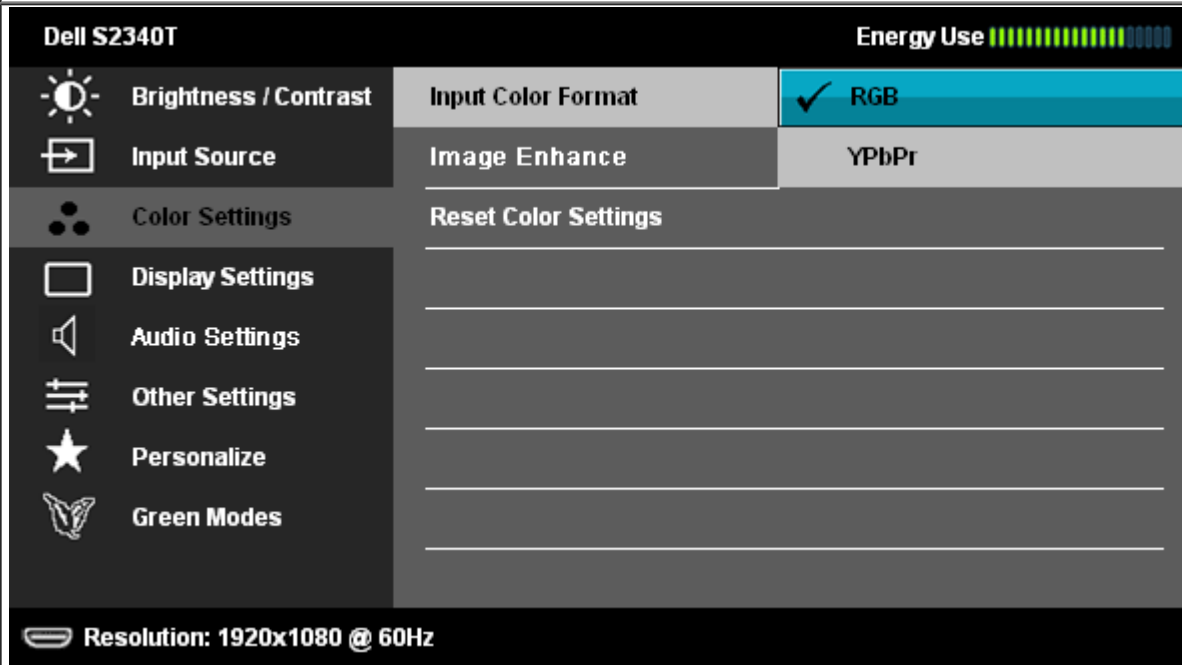 Dell S2340T Energy Use
Brightness / Contrast Input Color Format RGB
Input Source Image Enhance YPbPr
Color Settings Reset Color Settings
Display Settings
Audio Settings
Other Settings
Personalize
Green Modes
Resolution: 1920x1080 @ 60Hz